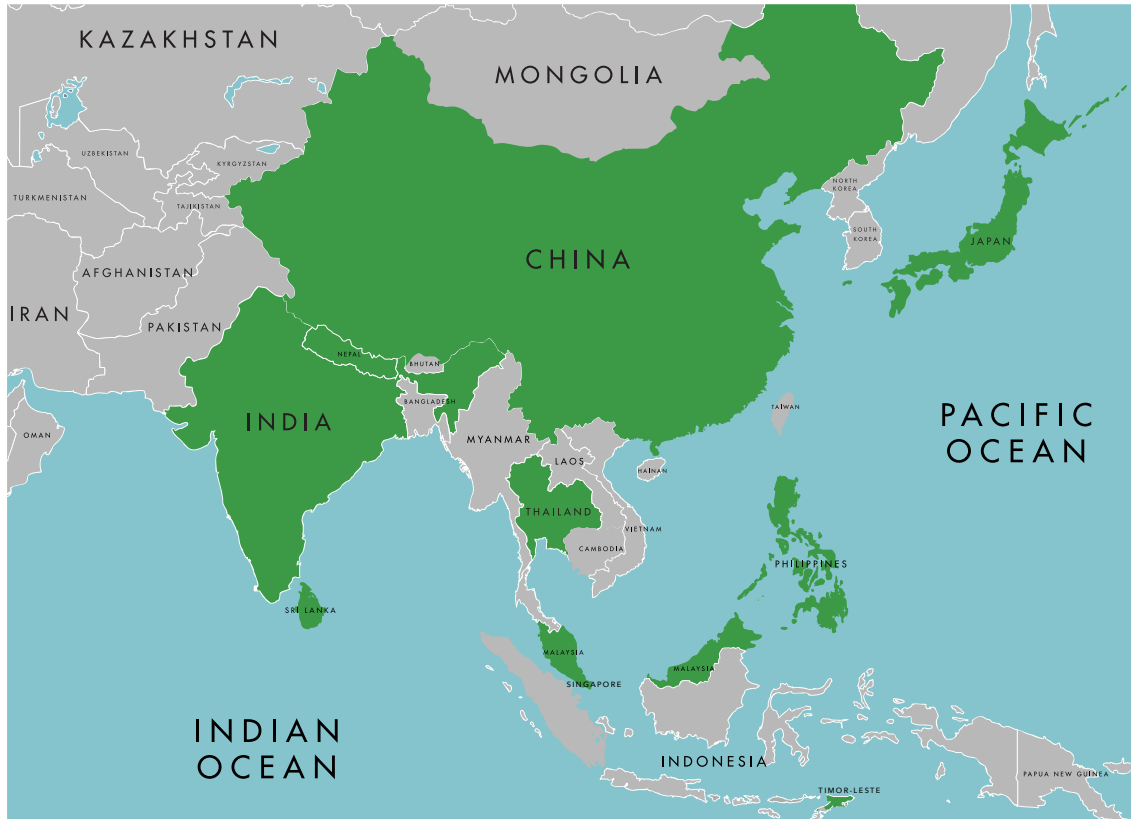 KAZAKHSTAN
MONGOLIA
UZBEKISTAN
KYRGYZSTAN
TURKMENISTAN
TAJIKISTAN
NORTH
KOREA
SOUTH
KOREA
JAPAN
CHINA
AFGHANISTAN
IRAN
PAKISTAN
NEPAL
BHUTAN
BANGLADESH
INDIA
OMAN
MYANMAR
LAOS
HAINAN
TAIWAN
PACIFIC
OCEAN
THAILAND
VIETNAM
CAMBODIA
PHILIPPINES
SRI LANKA
MALAYSIA
MALAYSIA
SINGAPORE
INDIAN
OCEAN
INDONESIA
PAPUA NEW GUINEA
TIMOR-LESTE